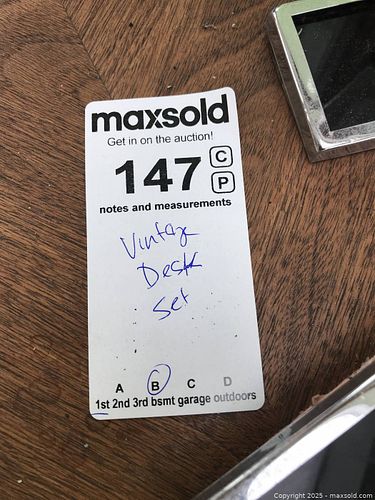 maxsold
Get in on the auction!
147 C
P
notes and measurements
Vintage
Desk
set
A B C D
1st 2nd 3rd bsmt garage outdoors
Copyright © 2025 - maxsold.com